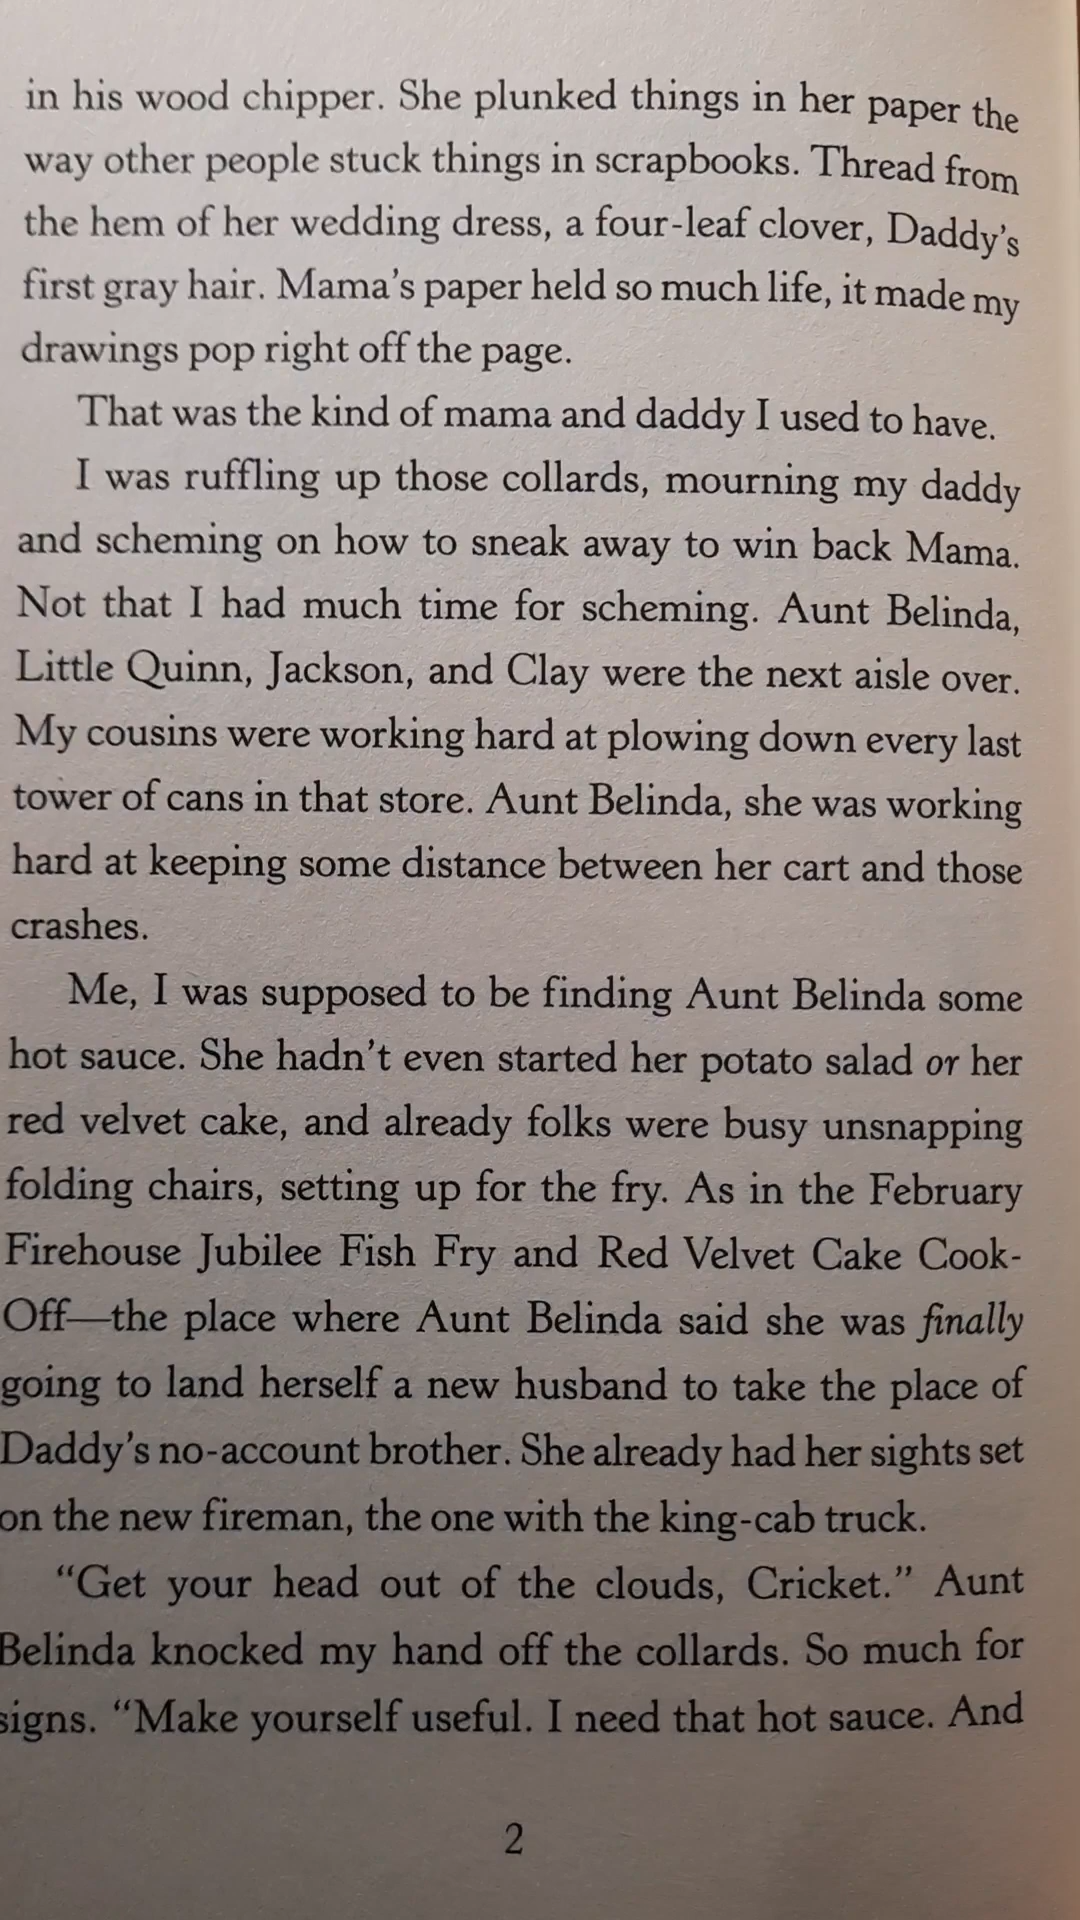 in his wood chipper. She plunked things in her paper the
way other people stuck things in scrapbooks. Thread from
the hem of her wedding dress, a four-leaf clover, Daddy’s
first gray hair. Mama’s paper held so much life, it made my
drawings pop right off the page.
That was the kind of mama and daddy I used to have.
I was ruffling up those collards, mourning my daddy
and scheming on how to sneak away to win back Mama.
Not that I had much time for scheming. Aunt Belinda,
Little Quinn, Jackson, and Clay were the next aisle over.
My cousins were working hard at plowing down every last
tower of cans in that store. Aunt Belinda, she was working
hard at keeping some distance between her cart and those
crashes.
Me, I was supposed to be finding Aunt Belinda some
hot sauce. She hadn’t even started her potato salad or her
red velvet cake, and already folks were busy unsnapping
folding chairs, setting up for the fry. As in the February
Firehouse Jubilee Fish Fry and Red Velvet Cake Cook-
Off—the place where Aunt Belinda said she was finally
going to land herself a new husband to take the place of
Daddy’s no-account brother. She already had her sights set
on the new fireman, the one with the king-cab truck.
“Get your head out of the clouds, Cricket.” Aunt
Belinda knocked my hand off the collards. So much for
signs. “Make yourself useful. I need that hot sauce. And
2